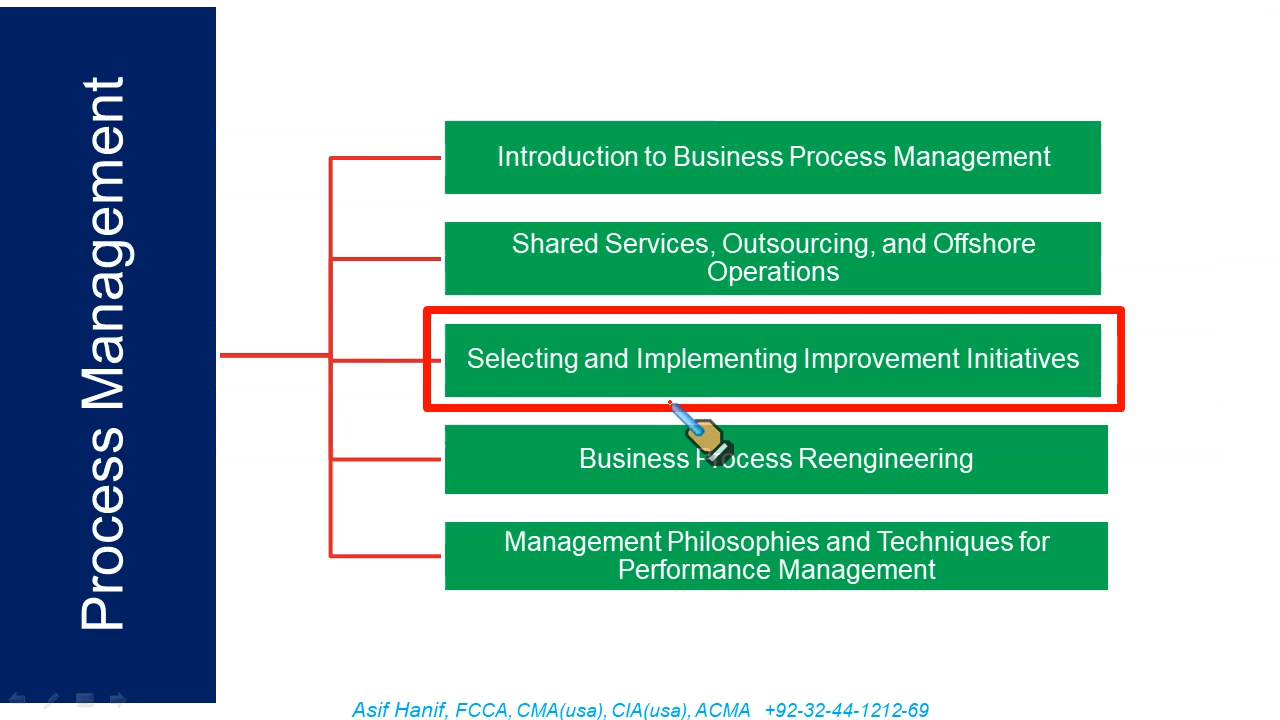 Process Management
Introduction to Business Process Management
Shared Services, Outsourcing, and Offshore
Operations
Selecting and Implementing Improvement Initiatives
Business Process Reengineering
Management Philosophies and Techniques for
Performance Management
Asif Hanif, FCCA, CMA(usa), CIA(usa), ACMA +92-32-44-1212-69